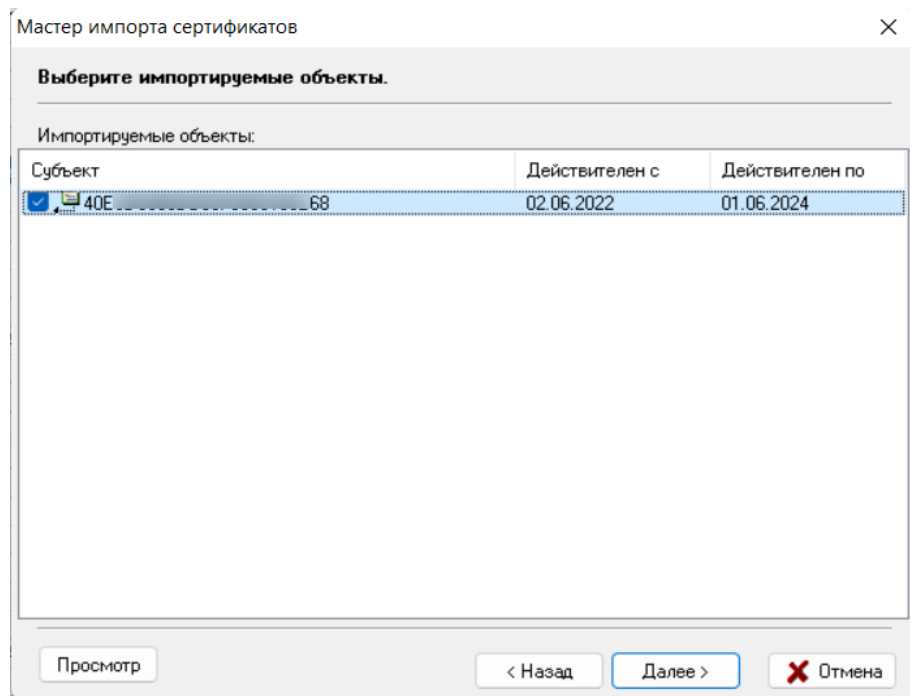 Мастер импорта сертификатов
Выберите импортируемые объекты.
Импортируемые объекты:
Субъект Действителен с Действителен по
40E 68 02.06.2022 01.06.2024
Просмотр < Назад Далее > Отмена